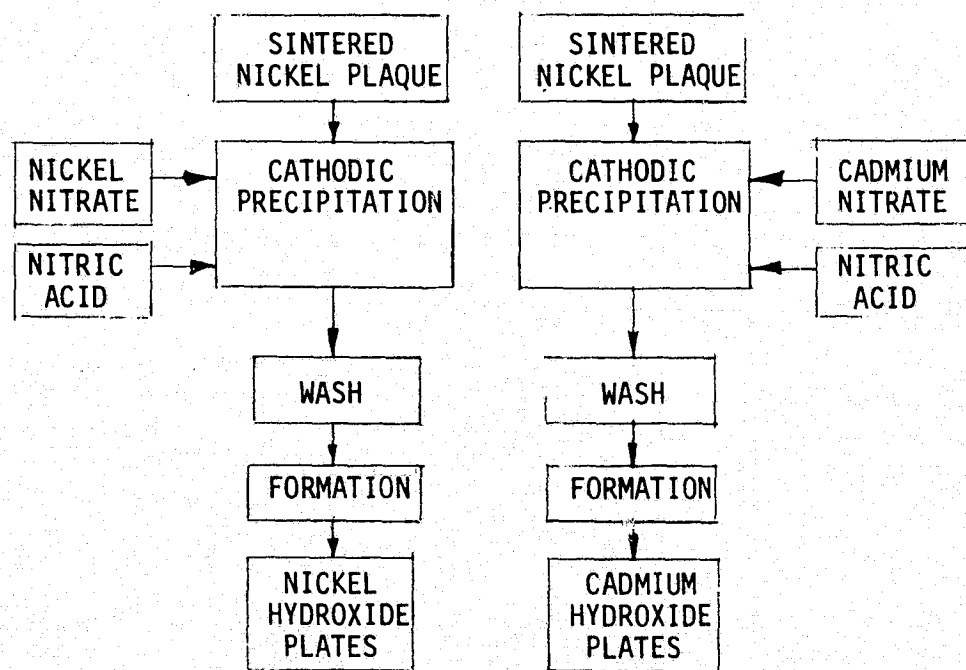 SINTERED
NICKEL PLAQUE
SINTERED
NICKEL PLAQUE
NICKEL
NITRATE
CATHODIC
PRECIPITATION
CATHODIC
PRECIPITATION
CADMIUM
NITRATE
NITRIC
ACID
NITRIC
ACID
WASH
WASH
FORMATION
FORMATION
NICKEL
HYDROXIDE
PLATES
CADMIUM
HYDROXIDE
PLATES